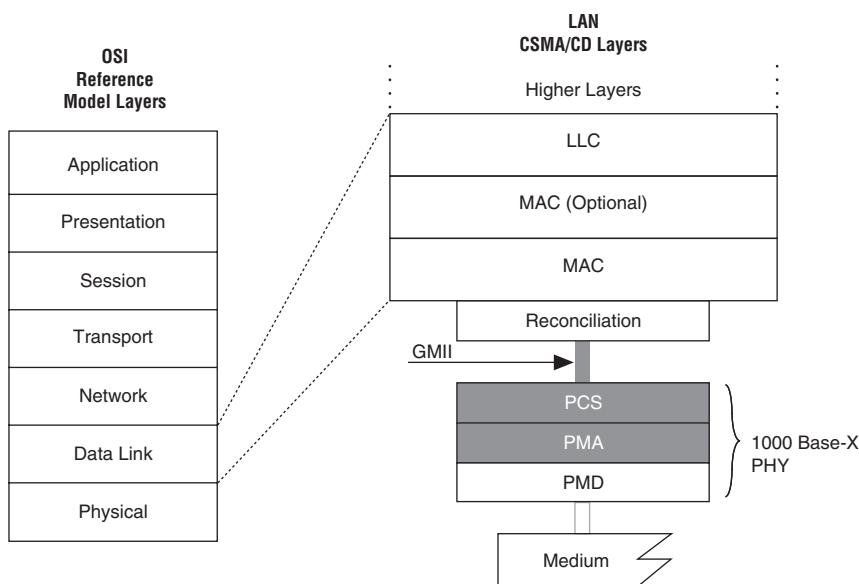 OSI
Reference
Model Layers
Application
Presentation
Session
Transport
Network
Data Link
Physical
LAN
CSMA/CD Layers
Higher Layers
LLC
MAC (Optional)
MAC
Reconciliation
GMII
PCS
PMA
PMD
1000 Base-X
PHY
Medium